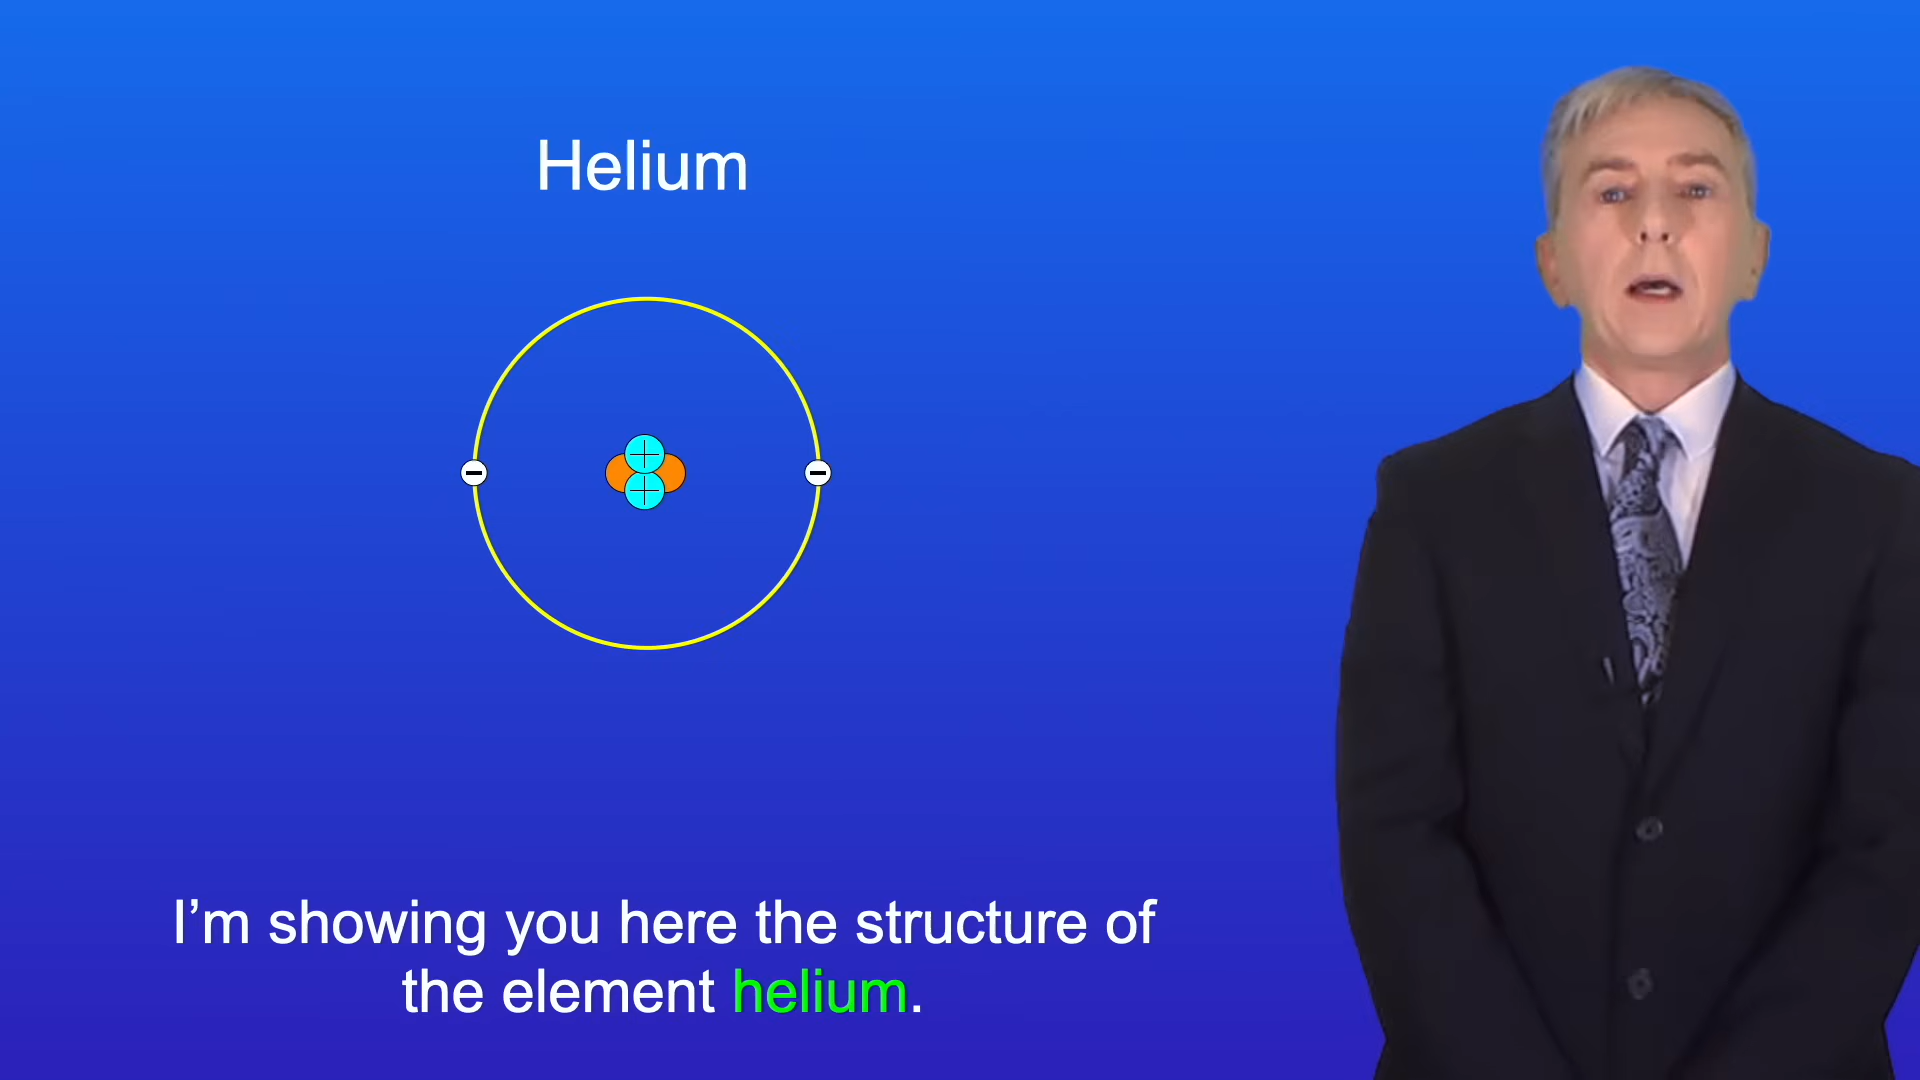 Helium
I’m showing you here the structure of
the element helium.